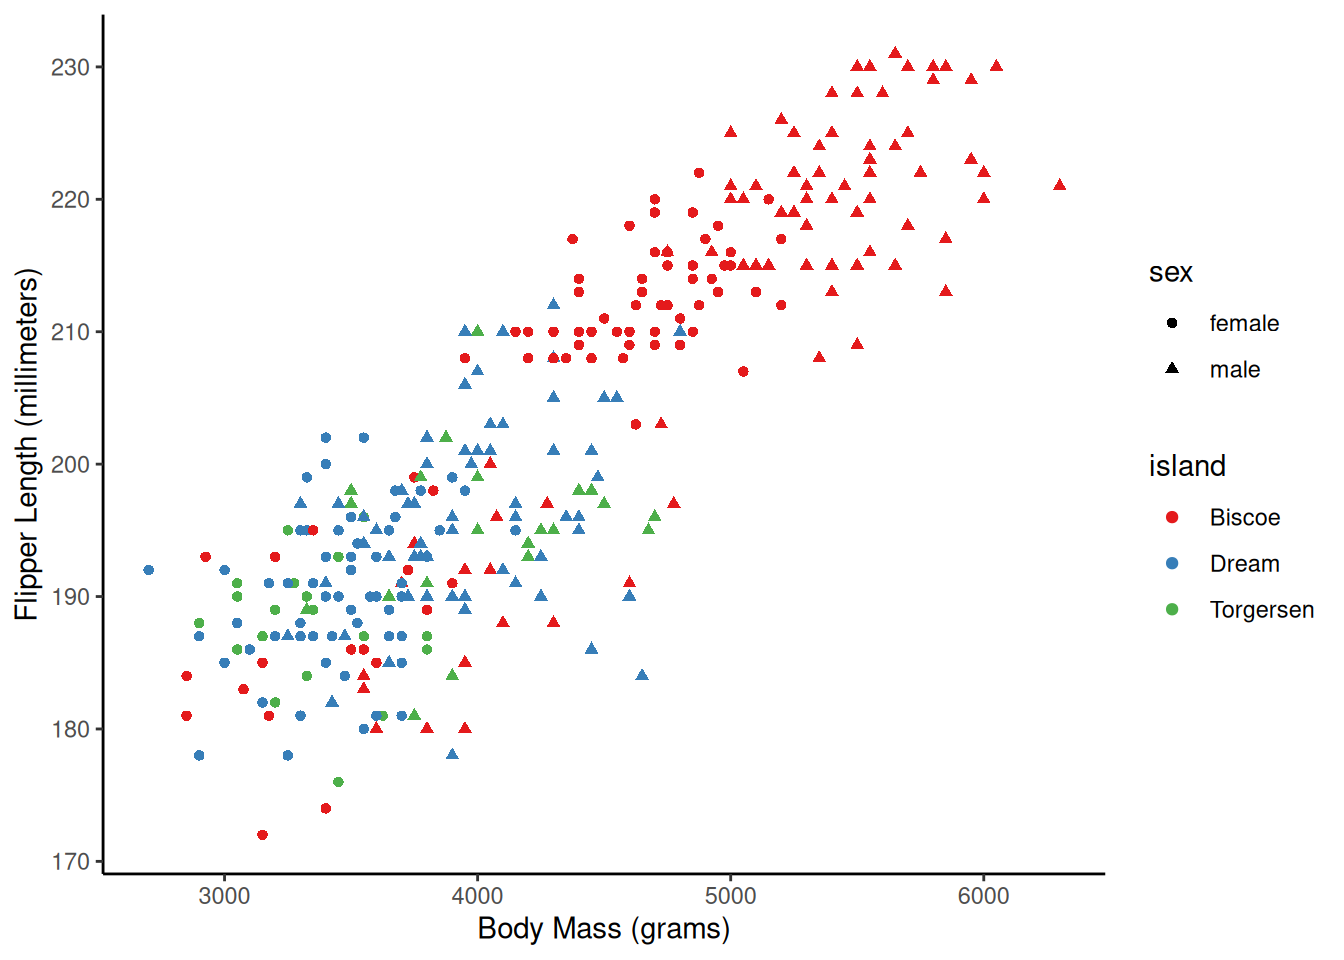 230
220
210
200
190
180
170
Flipper Length (millimeters)
3000 4000 5000 6000
Body Mass (grams)
sex
female
male
island
Biscoe
Dream
Torgersen